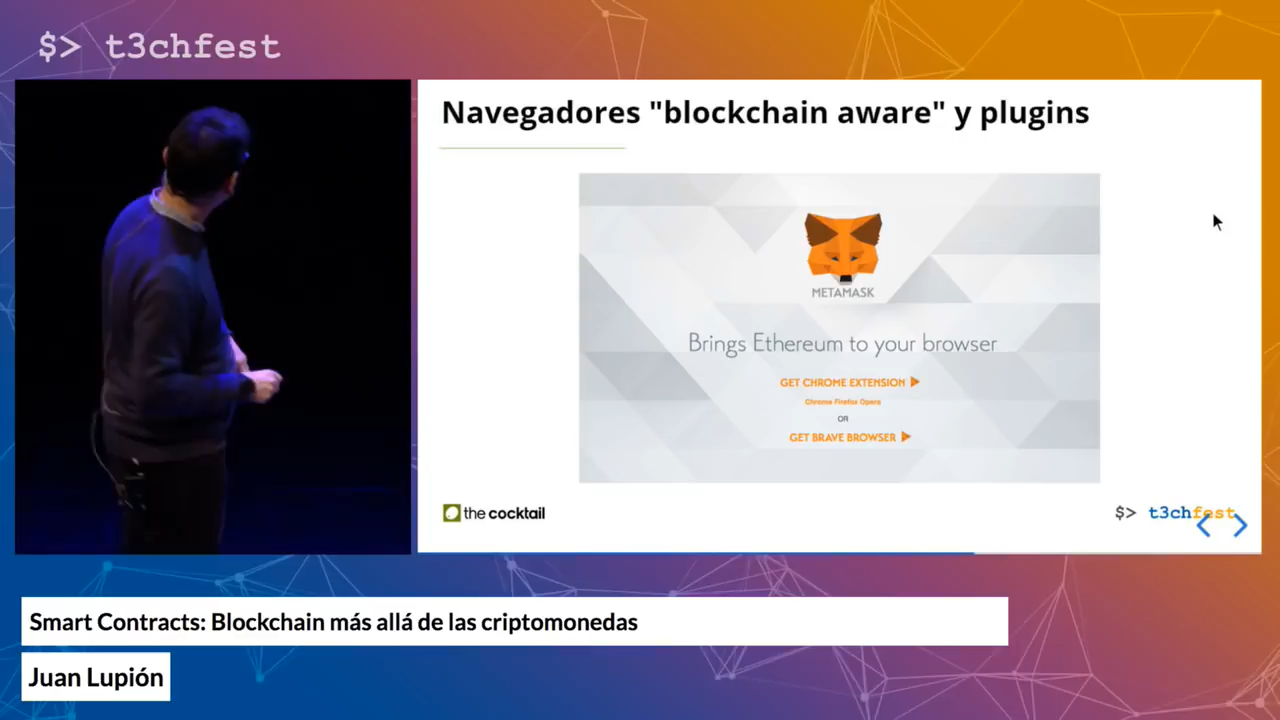 $> t3chfest
Navegadores "blockchain aware" y plugins
METAMASK
Brings Ethereum to your browser
GET CHROME EXTENSION
Chrome Firefox Opera
OR
GET BRAVE BROWSER
the cocktail
$> t3chfest
Smart Contracts: Blockchain más allá de las criptomonedas
Juan Lupión